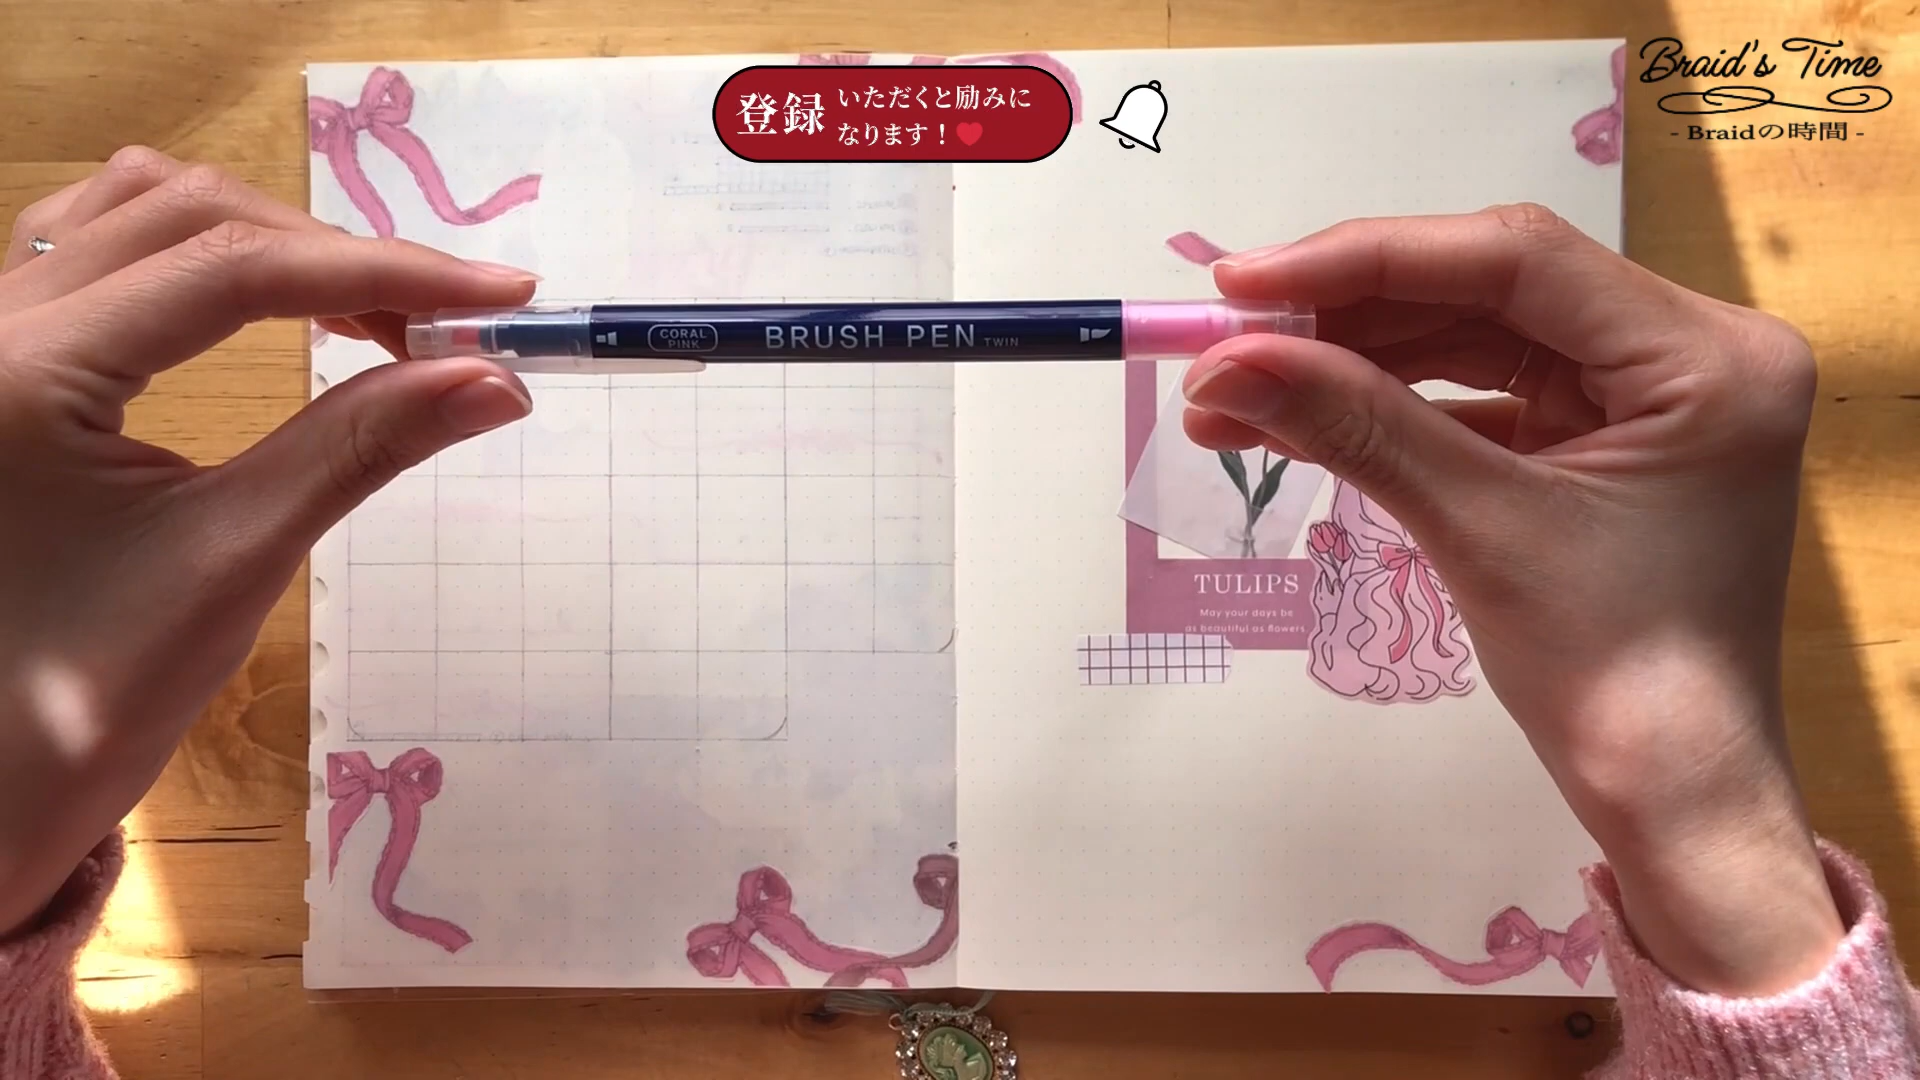 登録 いただくと励みに
なります！❤
Braid's Time
- Braidの時間 -
CORAL
PINK
BRUSH PEN TWIN
TULIPS
May your days be
as beautiful as flowers.